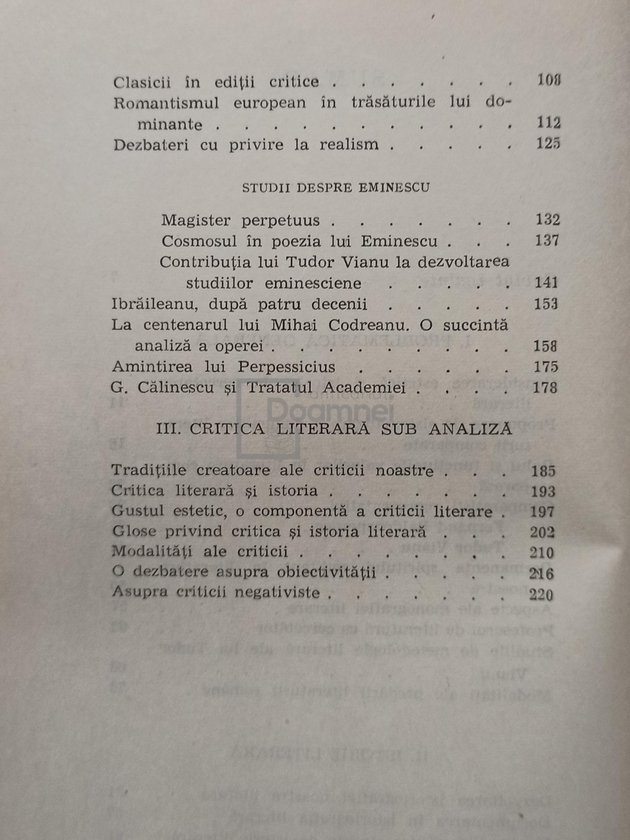 Clasicii în ediții critice . . . . . . . 108
Romantismul european în trăsăturile lui do-
minante . . . . . . . . . . . 112
Dezbateri cu privire la realism . . . . . 125
STUDII DESPRE EMINESCU
Magister perpetuus . . . . . . . 132
Cosmosul în poezia lui Eminescu . . . 137
Contribuția lui Tudor Vianu la dezvoltarea
studiilor eminesciene . . . . . 141
Ibrăileanu, după patru decenii . . . . . 153
La centenarul lui Mihai Codreanu. O succintă
analiză a operei . . . . . . . . . 158
Amintirea lui Perpessicius . . . . . . 175
G. Călinescu și Tratatul Academiei . . . . 178
Doamnei
III. CRITICA LITERARĂ SUB ANALIZĂ
Tradițiile creatoare ale criticii noastre . . . 185
Critica literară și istoria . . . . . . . 193
Gustul estetic, o componentă a criticii literare . 197
Glose privind critica și istoria literară . . . 202
Modalități ale criticii . . . . . . . . 210
O dezbatere asupra obiectivității . . . . . 216
Asupra criticii negativiste . . . . . . . 220